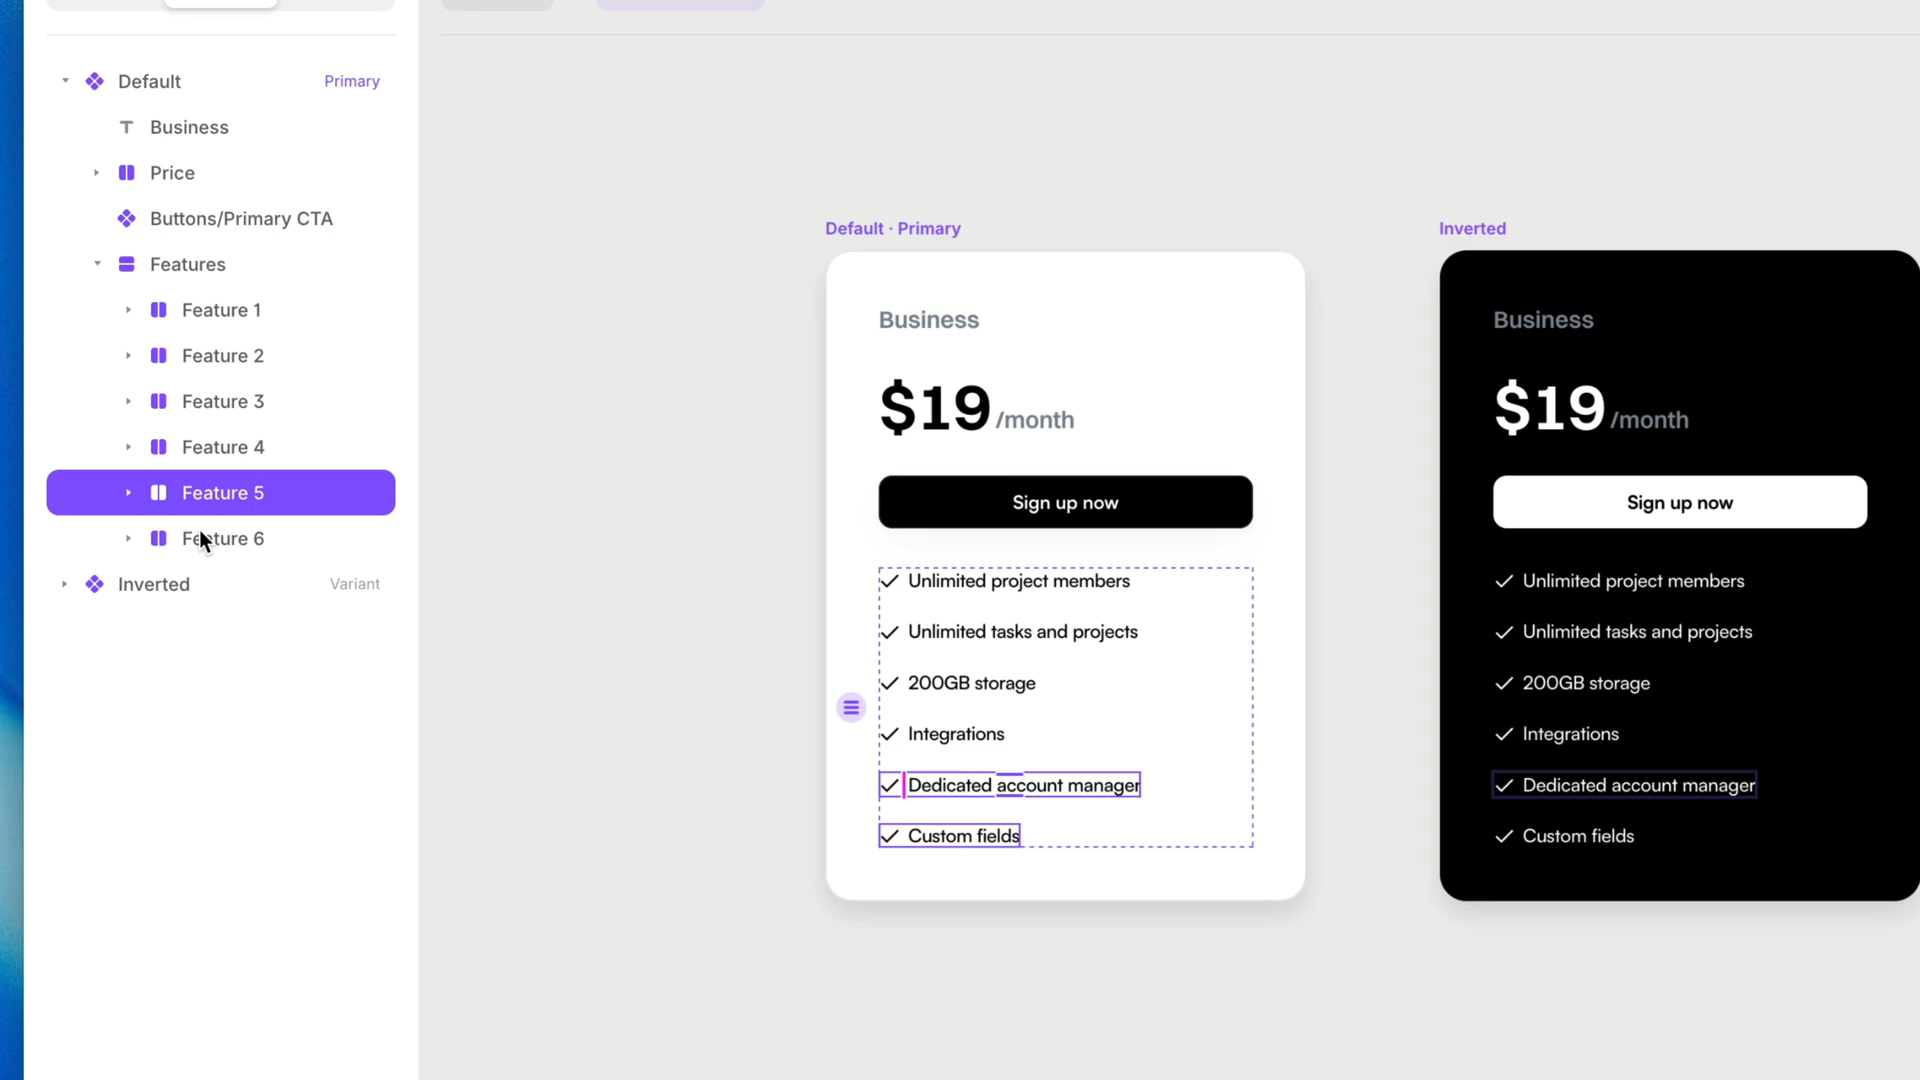 Default Primary
Business
Price
Buttons/Primary CTA
Features
Feature 1
Feature 2
Feature 3
Feature 4
Feature 5
Feature 6
Inverted Variant
Default · Primary
Business
$19 /month
Sign up now
Unlimited project members
Unlimited tasks and projects
200GB storage
Integrations
Dedicated account manager
Custom fields
Inverted
Business
$19 /month
Sign up now
Unlimited project members
Unlimited tasks and projects
200GB storage
Integrations
Dedicated account manager
Custom fields